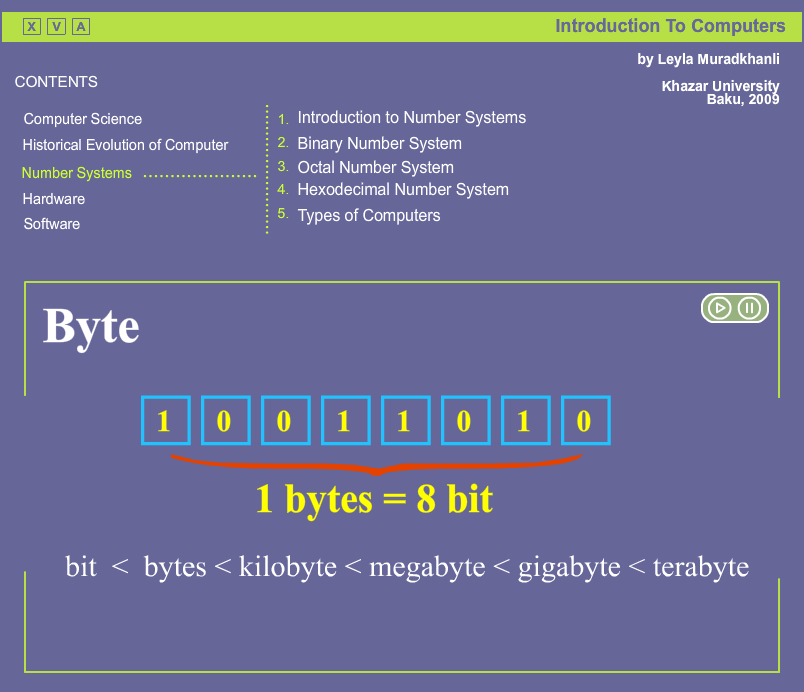 X V A
Introduction To Computers
by Leyla Muradkhanli
Khazar University
Baku, 2009
CONTENTS
Computer Science
Historical Evolution of Computer
Number Systems
Hardware
Software
1. Introduction to Number Systems
2. Binary Number System
3. Octal Number System
4. Hexodecimal Number System
5. Types of Computers
Byte
1 0 0 1 1 0 1 0
1 bytes = 8 bit
bit < bytes < kilobyte < megabyte < gigabyte < terabyte